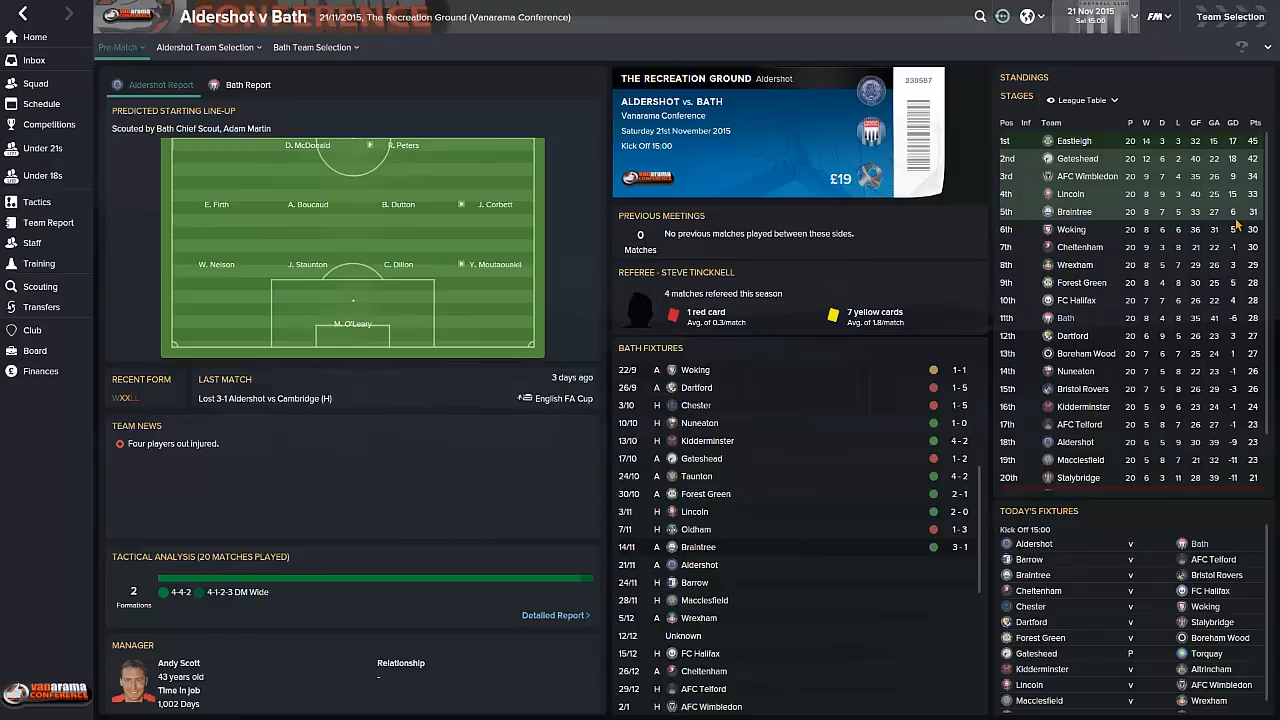 Aldershot v Bath
21/11/2015, The Recreation Ground (Vanarama Conference)
21 Nov 2015
Sat 15:00
FM
Team Selection
Home
Inbox
Squad
Schedule
Competitions
Under 21s
Under 18s
Tactics
Team Report
Staff
Training
Scouting
Transfers
Club
Board
Finances
vanarama
CONFERENCE
Pre-Match
Aldershot Team Selection
Bath Team Selection
Aldershot Report
Bath Report
PREDICTED STARTING LINE-UP
Scouted by Bath Chief Scout, Adam Martin
D. McDonald R. Peters
E. Firth A. Boucaud B. Dutton J. Corbett
W. Nelson J. Staunton C. Dillon Y. Moutaouakil
M. O'Leary
RECENT FORM
WXXLL
LAST MATCH
3 days ago
Lost 3-1 Aldershot vs Cambridge (H)
English FA Cup
TEAM NEWS
Four players out injured.
TACTICAL ANALYSIS (20 MATCHES PLAYED)
2
Formations
4-4-2 4-1-2-3 DM Wide
Detailed Report >
MANAGER
Andy Scott
43 years old
Time in job
1,002 Days
Relationship
-
THE RECREATION GROUND Aldershot
ALDERSHOT vs. BATH
Vanarama Conference
Saturday 21st November 2015
Kick Off 15:00
£19
230587
PREVIOUS MEETINGS
0
Matches
No previous matches played between these sides.
REFEREE - STEVE TINCKNELL
4 matches refereed this season
1 red card
Avg. of 0.3/match
7 yellow cards
Avg. of 1.8/match
BATH FIXTURES
22/9 A Woking 1-1
26/9 A Dartford 1-5
3/10 H Chester 1-5
10/10 H Nuneaton 1-0
13/10 H Kidderminster 4-2
17/10 A Gateshead 1-2
24/10 A Taunton 4-2
30/10 A Forest Green 2-1
3/11 H Lincoln 2-0
7/11 H Oldham 1-3
14/11 A Braintree 3-1
21/11 A Aldershot
24/11 H Barrow
28/11 H Macclesfield
5/12 A Wrexham
12/12 Unknown
15/12 H FC Halifax
26/12 A Cheltenham
29/12 H AFC Telford
2/1 H AFC Wimbledon
STANDINGS
STAGES League Table
Pos Inf Team P W D L GF GA GD Pts
1st Eastleigh 20 14 3 3 32 15 17 45
2nd Gateshead 20 12 6 2 40 22 18 42
3rd AFC Wimbledon 20 9 7 4 35 26 9 34
4th Lincoln 20 8 9 3 40 25 15 33
5th Braintree 20 8 7 5 33 27 6 31
6th Woking 20 8 6 6 36 31 5 30
7th Cheltenham 20 9 3 8 21 22 -1 30
8th Wrexham 20 8 5 7 29 26 3 29
9th Forest Green 20 8 4 8 30 25 5 28
10th FC Halifax 20 7 7 6 26 22 4 28
11th Bath 20 8 4 8 35 41 -6 28
12th Dartford 20 6 9 5 26 23 3 27
13th Boreham Wood 20 7 6 7 25 24 1 27
14th Nuneaton 20 7 5 8 22 23 -1 26
15th Bristol Rovers 20 7 5 8 26 29 -3 26
16th Kidderminster 20 5 9 6 23 24 -1 24
17th AFC Telford 20 6 5 9 22 23 -1 23
18th Aldershot 20 6 5 9 30 39 -9 23
19th Macclesfield 20 5 8 7 21 32 -11 23
20th Stalybridge 20 6 3 11 28 39 -11 21
TODAY'S FIXTURES
Kick Off 15:00
Aldershot v Bath
Barrow v AFC Telford
Braintree v Bristol Rovers
Cheltenham v FC Halifax
Chester v Woking
Dartford v Stalybridge
Forest Green v Boreham Wood
Gateshead P Torquay
Kidderminster v Altrincham
Lincoln v AFC Wimbledon
Macclesfield v Wrexham